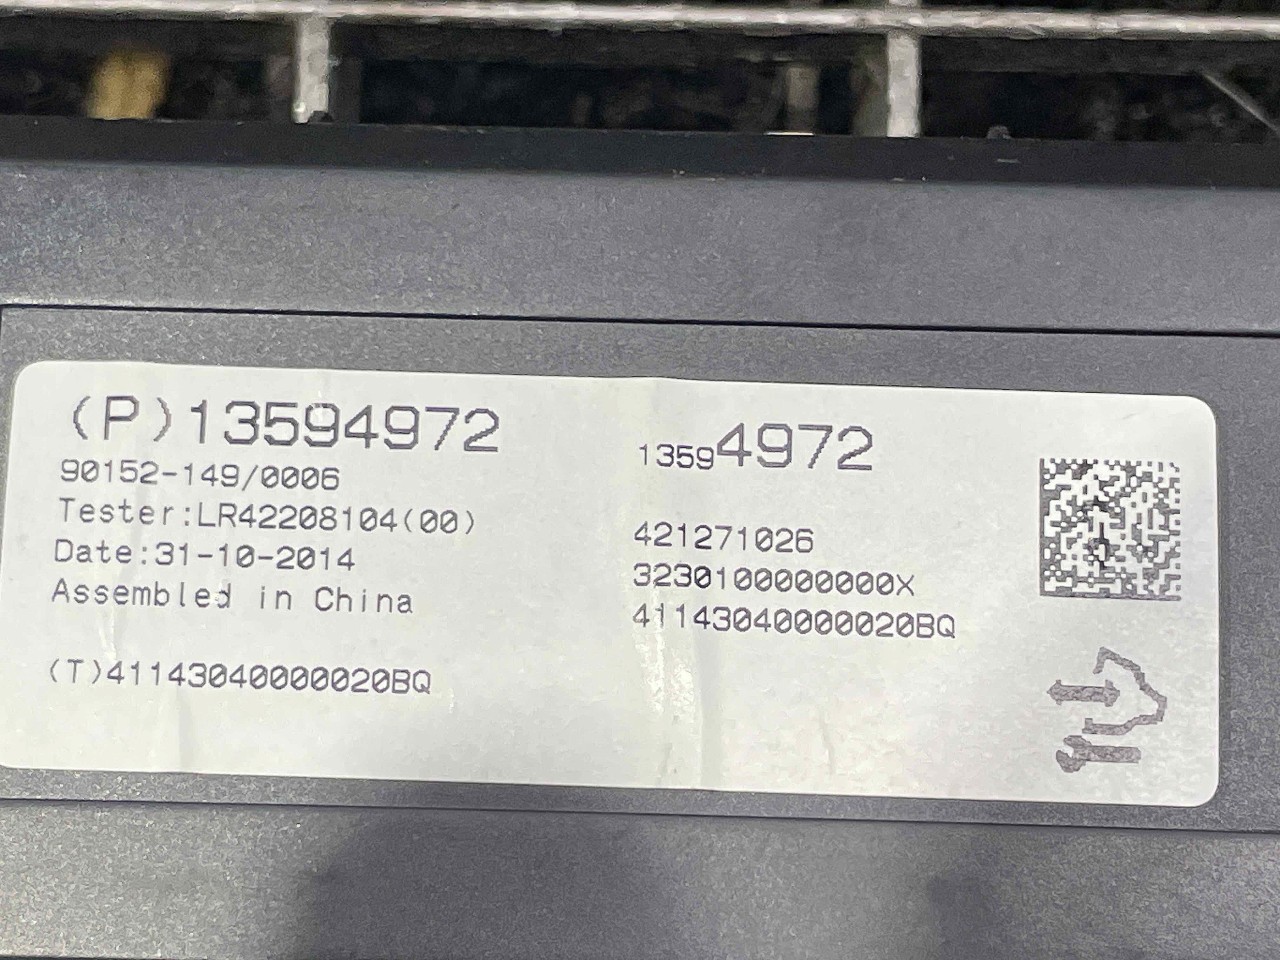 (P)13594972
90152-149/0006
Tester:LR42208104(00)
Date:31-10-2014
Assembled in China
(T)41143040000020BQ
13594972
421271026
3230100000000X
41143040000020BQ